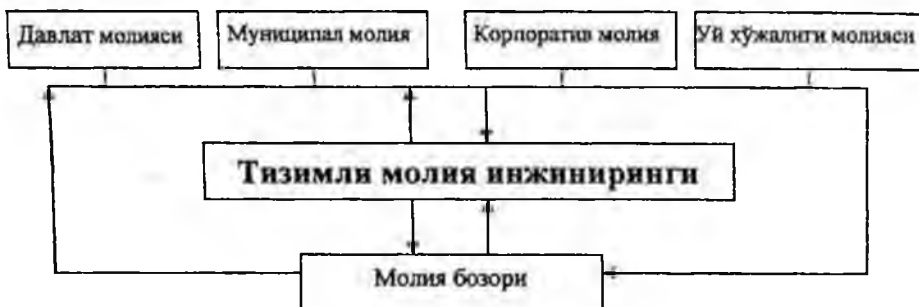 Давлат молияси
Муниципал молия
Корпоратив молия
Уй хўжалиги молияси
Тизимли молия инжиниринги
Молия бозори